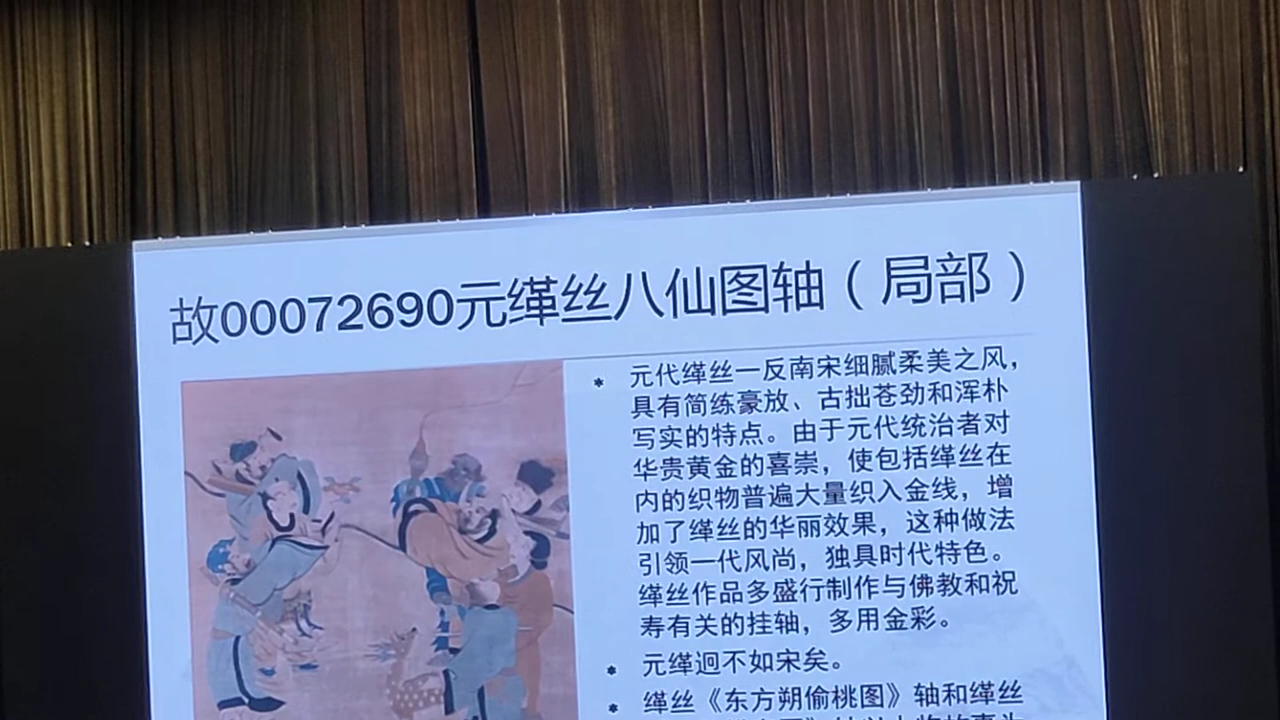 故00072690元缂丝八仙图轴（局部）
* 元代缂丝一反南宋细腻柔美之风，
具有简练豪放、古拙苍劲和浑朴
写实的特点。由于元代统治者对
华贵黄金的喜崇，使包括缂丝在
内的织物普遍大量织入金线，增
加了缂丝的华丽效果，这种做法
引领一代风尚，独具时代特色。
缂丝作品多盛行制作与佛教和祝
寿有关的挂轴，多用金彩。
* 元缂迥不如宋矣。
* 缂丝《东方朔偷桃图》轴和缂丝